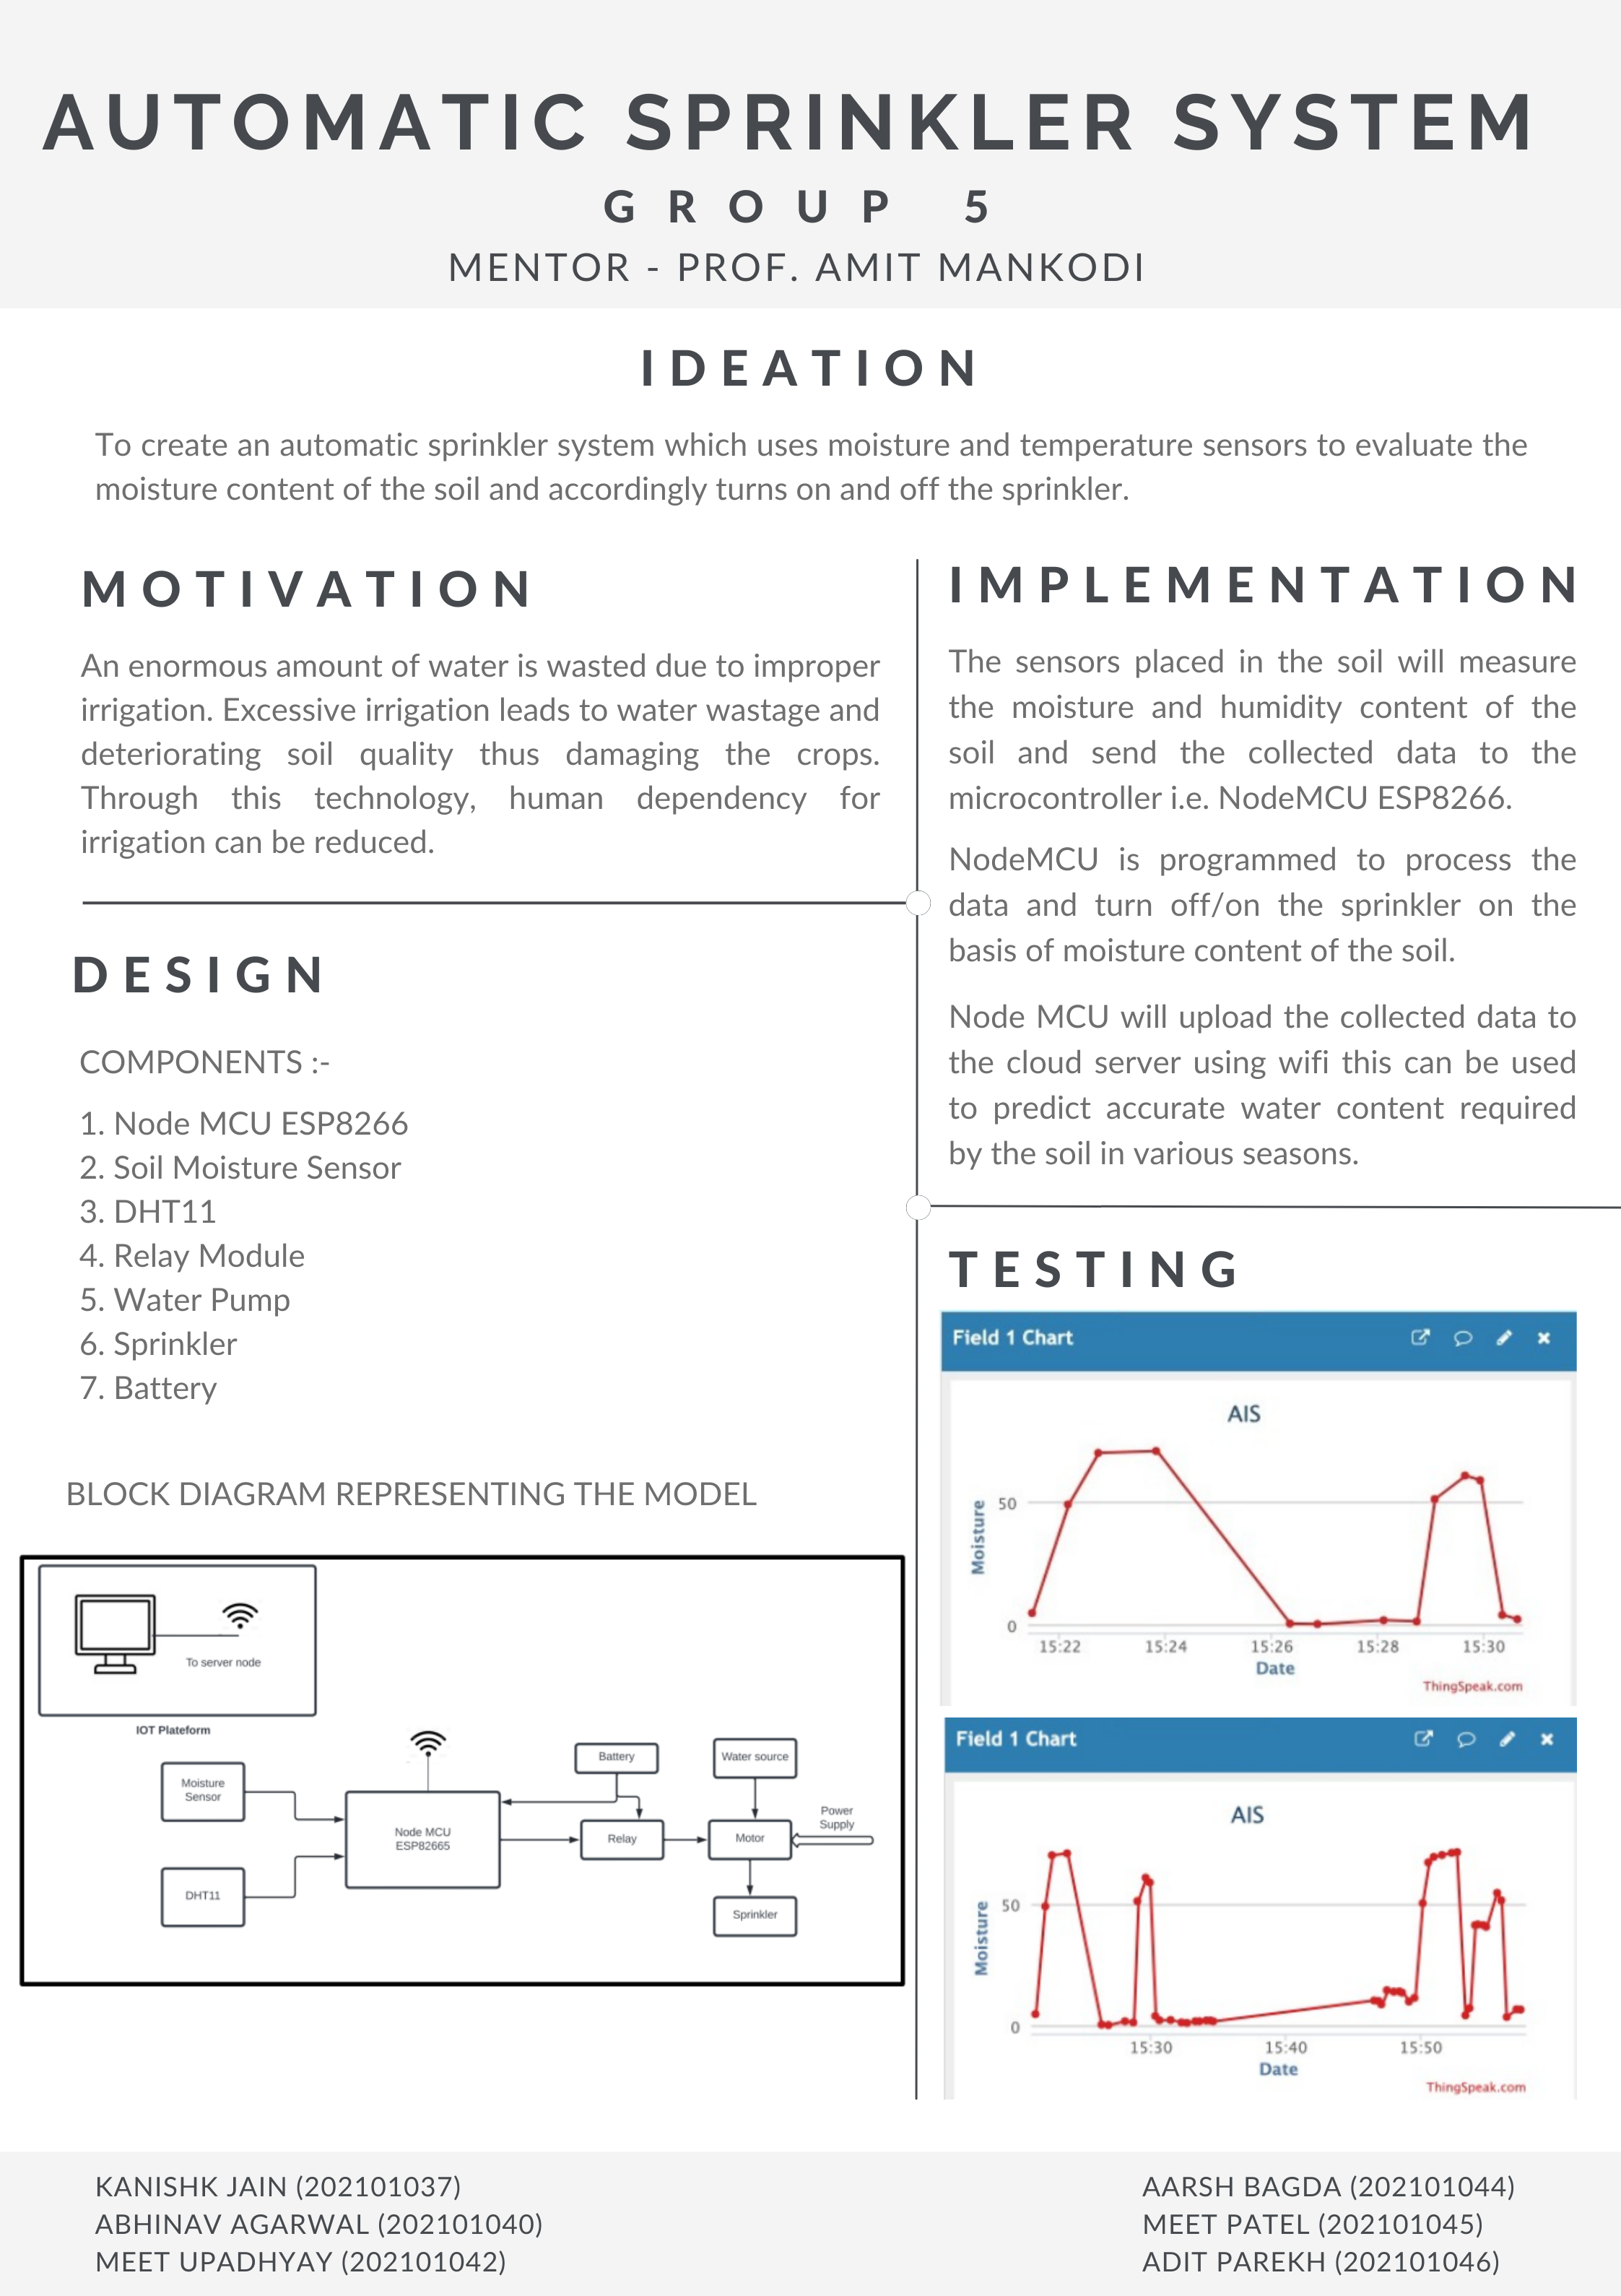 AUTOMATIC SPRINKLER SYSTEM
GROUP 5
MENTOR - PROF. AMIT MANKODI
IDEATION
To create an automatic sprinkler system which uses moisture and temperature sensors to evaluate the
moisture content of the soil and accordingly turns on and off the sprinkler.
MOTIVATION
An enormous amount of water is wasted due to improper
irrigation. Excessive irrigation leads to water wastage and
deteriorating soil quality thus damaging the crops.
Through this technology, human dependency for
irrigation can be reduced.
DESIGN
COMPONENTS :-
1. Node MCU ESP8266
2. Soil Moisture Sensor
3. DHT11
4. Relay Module
5. Water Pump
6. Sprinkler
7. Battery
BLOCK DIAGRAM REPRESENTING THE MODEL
To server node
IOT Plateform
Moisture
Sensor
DHT11
Node MCU
ESP82665
Battery
Relay
Water source
Motor
Power
Supply
Sprinkler
IMPLEMENTATION
The sensors placed in the soil will measure
the moisture and humidity content of the
soil and send the collected data to the
microcontroller i.e. NodeMCU ESP8266.
NodeMCU is programmed to process the
data and turn off/on the sprinkler on the
basis of moisture content of the soil.
Node MCU will upload the collected data to
the cloud server using wifi this can be used
to predict accurate water content required
by the soil in various seasons.
TESTING
Field 1 Chart
AIS
Moisture
50
0
15:22 15:24 15:26 15:28 15:30
Date
ThingSpeak.com
Field 1 Chart
AIS
Moisture
50
0
15:30 15:40 15:50
Date
ThingSpeak.com
KANISHK JAIN (202101037)
ABHINAV AGARWAL (202101040)
MEET UPADHYAY (202101042)
AARSH BAGDA (202101044)
MEET PATEL (202101045)
ADIT PAREKH (202101046)